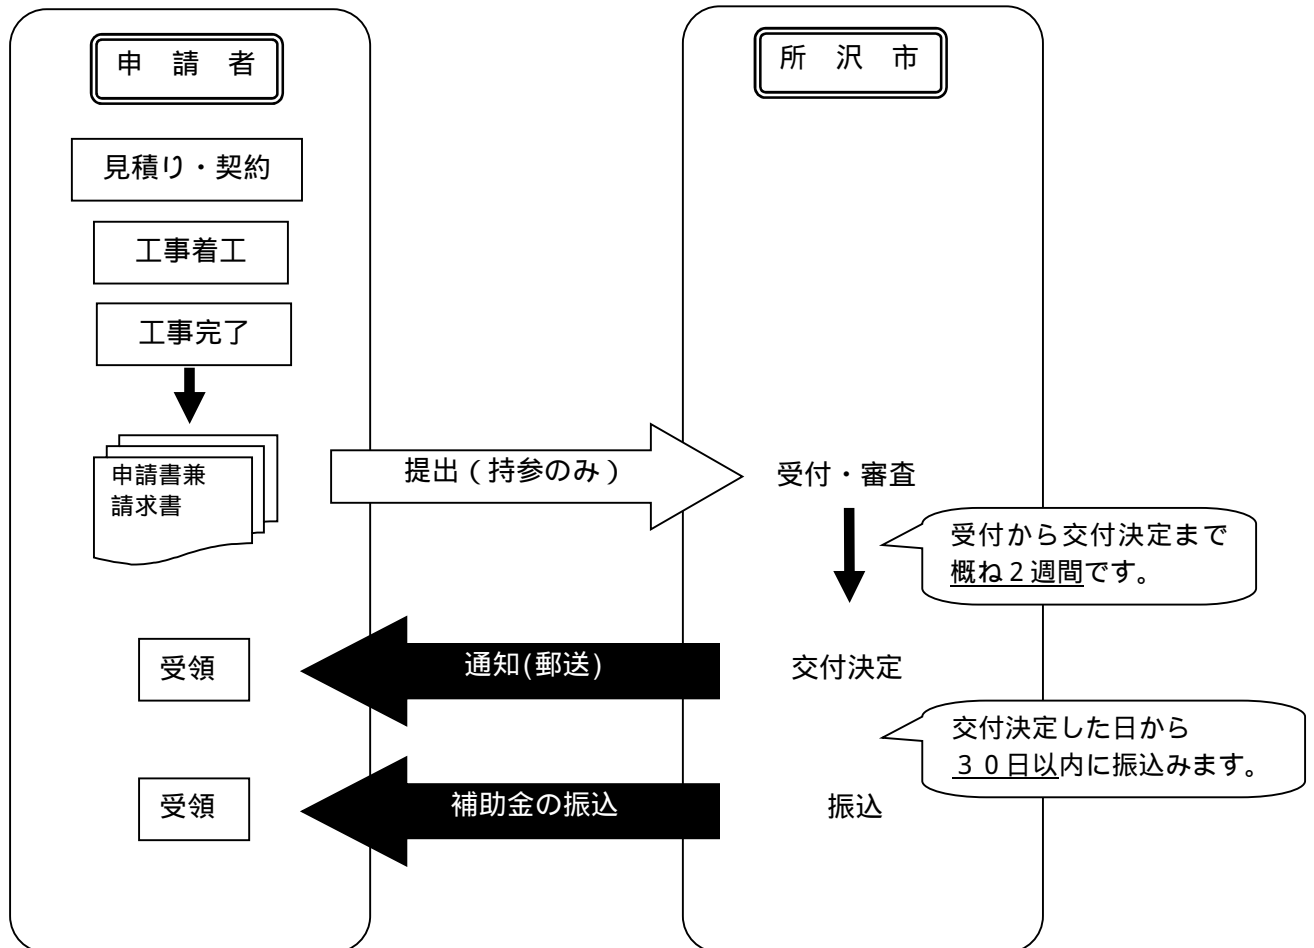 申 請 者
所 沢 市
見積り・契約
工事着工
工事完了
申請書兼
請求書
提出（持参のみ）
受付・審査
受付から交付決定まで
概ね２週間です。
受領
通知(郵送)
交付決定
交付決定した日から
３０日以内に振込みます。
受領
補助金の振込
振込